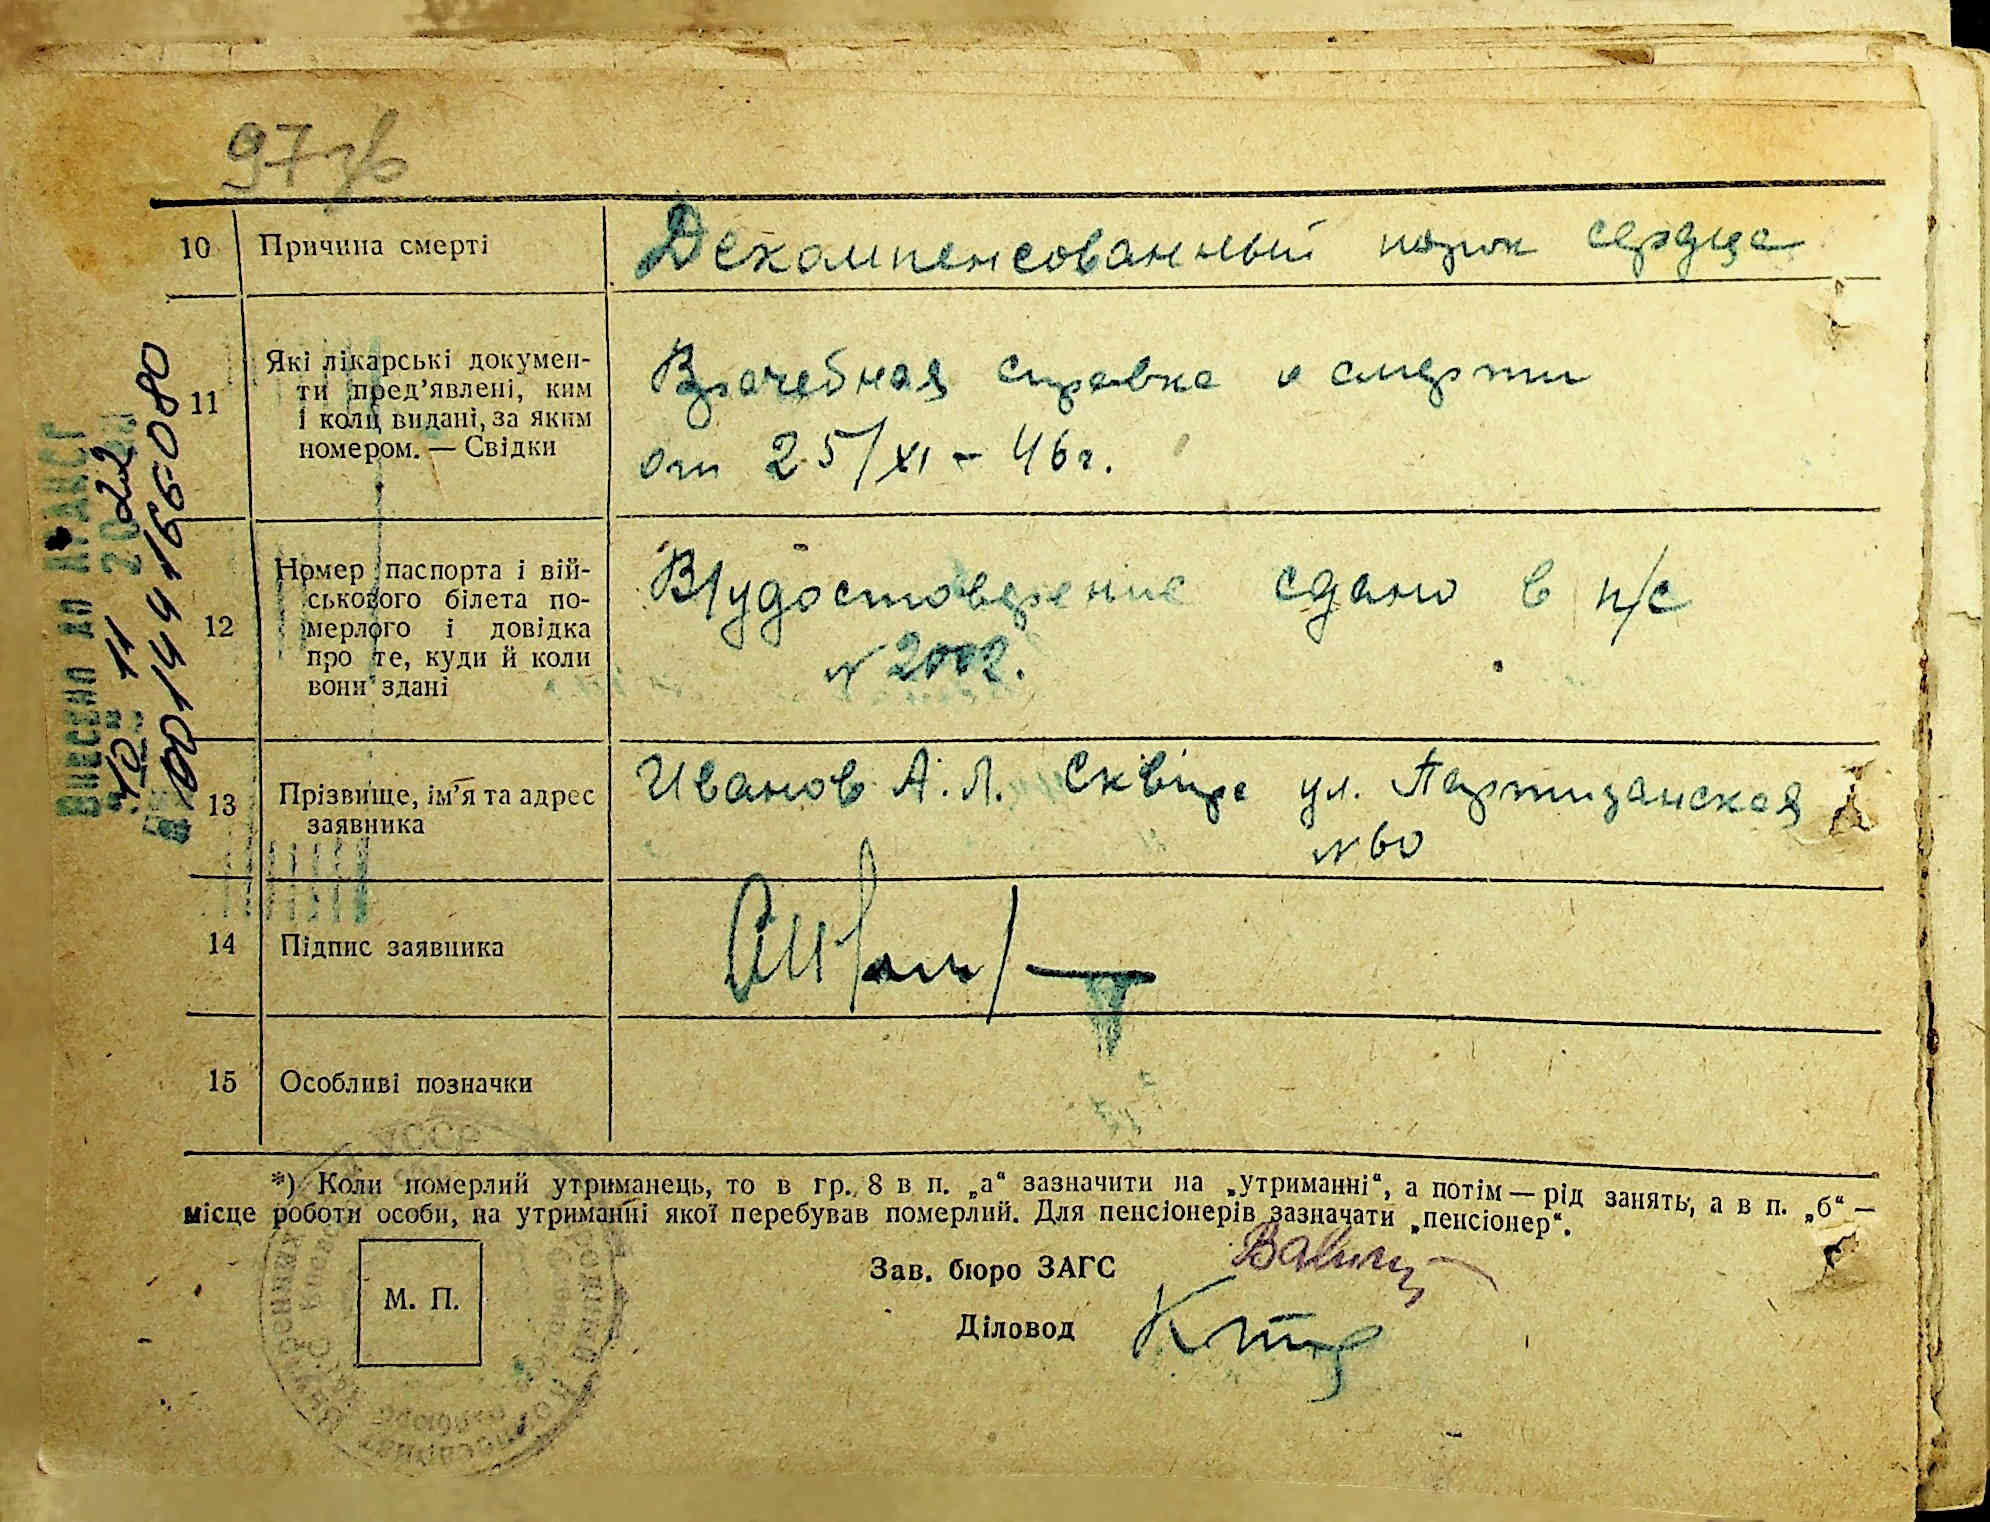 97 зв
10 Причина смерті Декомпенсованный порок сердца
11 Які лікарські докумен-
ти пред’явлені, ким
і коли видані, за яким
номером. — Свідки
Врачебная справка о смерти
от 25/XI - 46г.
12 Номер паспорта і вій-
ськового білета по-
мерлого і довідка
про те, куди й коли
вони здані
В/удостоверение сдано в п/с
№ 2002.
13 Прізвище, ім’я та адрес
заявника
Иванов А. Л. Сквира ул. Партизанская
№ 60
14 Підпис заявника
15 Особливі позначки
*) Коли померлий утриманець, то в гр. 8 в п. „а“ зазначити на „утриманні“, а потім — рід занять, а в п. „б“ —
місце роботи особи, на утриманні якої перебував померлий. Для пенсіонерів зазначати „пенсіонер“.
М. П.
Зав. бюро ЗАГС
Діловод
Внесено до ДРАЦСГ
"10" 11 2022
00144166080